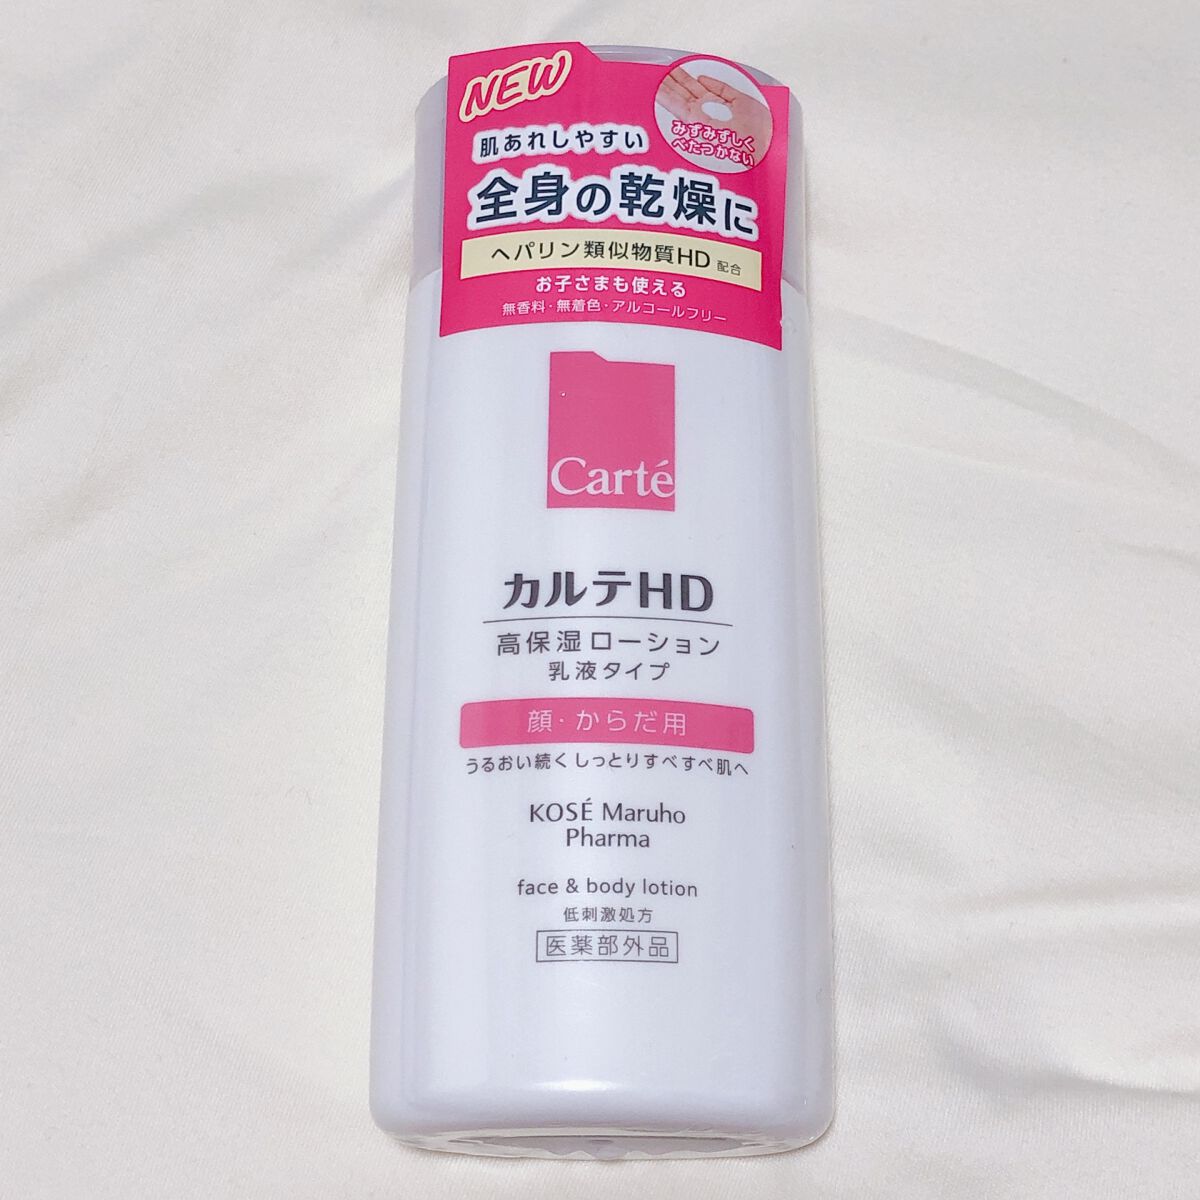 NEW
みずみずしく
べたつかない
肌あれしやすい
全身の乾燥に
ヘパリン類似物質HD 配合
お子さまも使える
無香料・無着色・アルコールフリー
Carté
カルテHD
高保湿ローション
乳液タイプ
顔・からだ用
うるおい続くしっとりすべすべ肌へ
KOSÉ Maruho
Pharma
face & body lotion
低刺激処方
医薬部外品